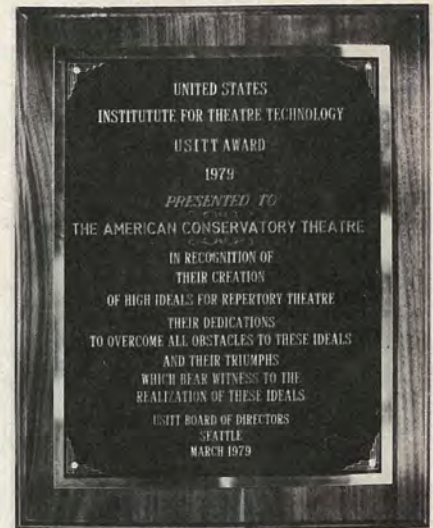 UNITED STATES
INSTITUTUTE FOR THEATRE TECHNOLOGY
USITT AWARD
1979
PRESENTED TO
THE AMERICAN CONSERVATORY THEATRE
IN RECOGNITION OF
THEIR CREATION
OF HIGH IDEALS FOR REPERTORY THEATRE
THEIR DEDICATIONS
TO OVERCOME ALL OBSTACLES TO THESE IDEALS
AND THEIR TRIUMPHS
WHICH BEAR WITNESS TO THE
REALIZATION OF THESE IDEALS
USITT BOARD OF DIRECTORS
SEATTLE
MARCH 1979